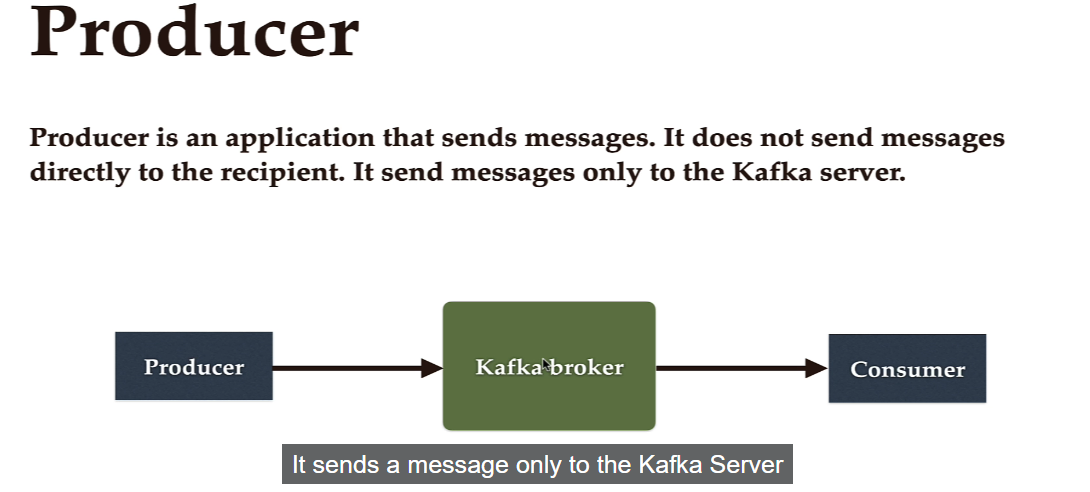 Producer
Producer is an application that sends messages. It does not send messages
directly to the recipient. It send messages only to the Kafka server.
Producer
Kafka broker
Consumer
It sends a message only to the Kafka Server